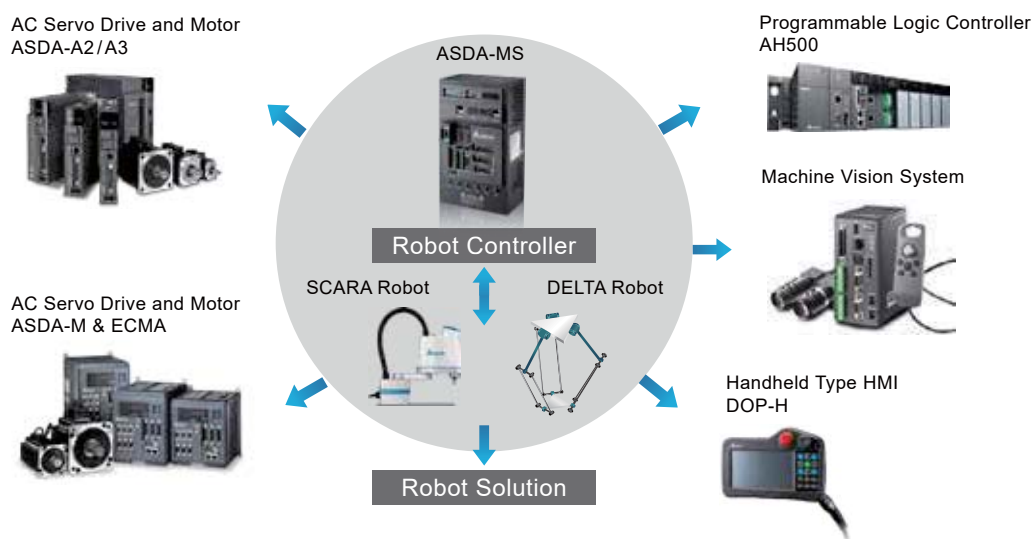 AC Servo Drive and Motor
ASDA-A2/A3
ASDA-MS
Programmable Logic Controller
AH500
Machine Vision System
Robot Controller
SCARA Robot
DELTA Robot
AC Servo Drive and Motor
ASDA-M & ECMA
Handheld Type HMI
DOP-H
Robot Solution